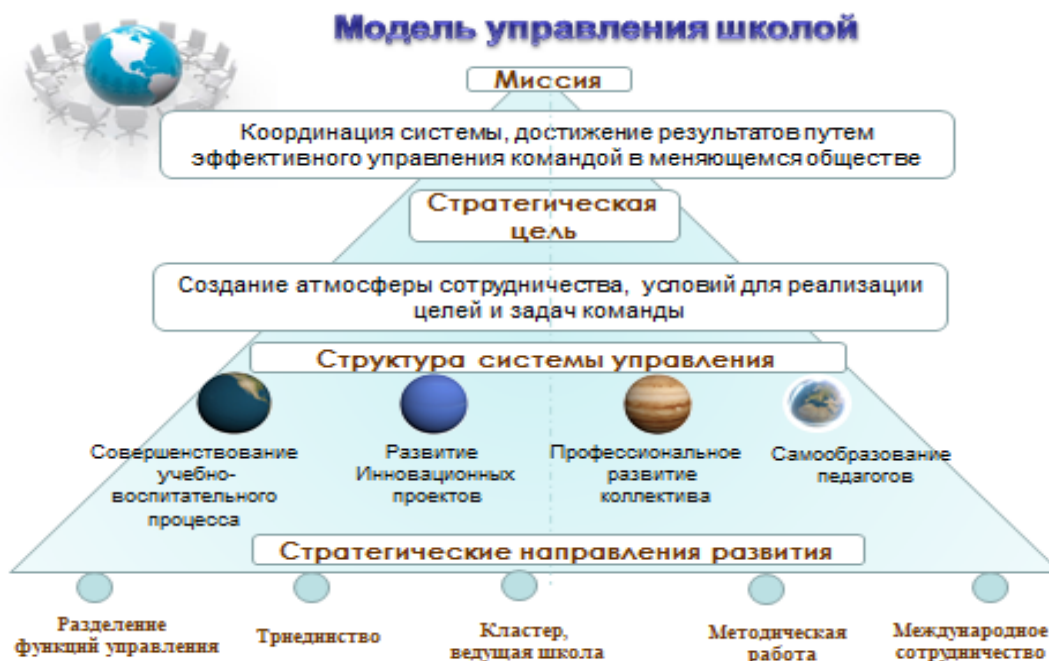 Модель управления школой
Миссия
Координация системы, достижение результатов путем
эффективного управления командой в меняющемся обществе
Стратегическая
цель
Создание атмосферы сотрудничества, условий для реализации
целей и задач команды
Структура системы управления
Совершенствование
учебно-
воспитательного
процесса
Развитие
Инновационных
проектов
Профессиональное
развитие
коллектива
Самообразование
педагогов
Стратегические направления развития
Разделение
функций управления
Триединство
Кластер,
ведущая школа
Методическая
работа
Международное
сотрудничество